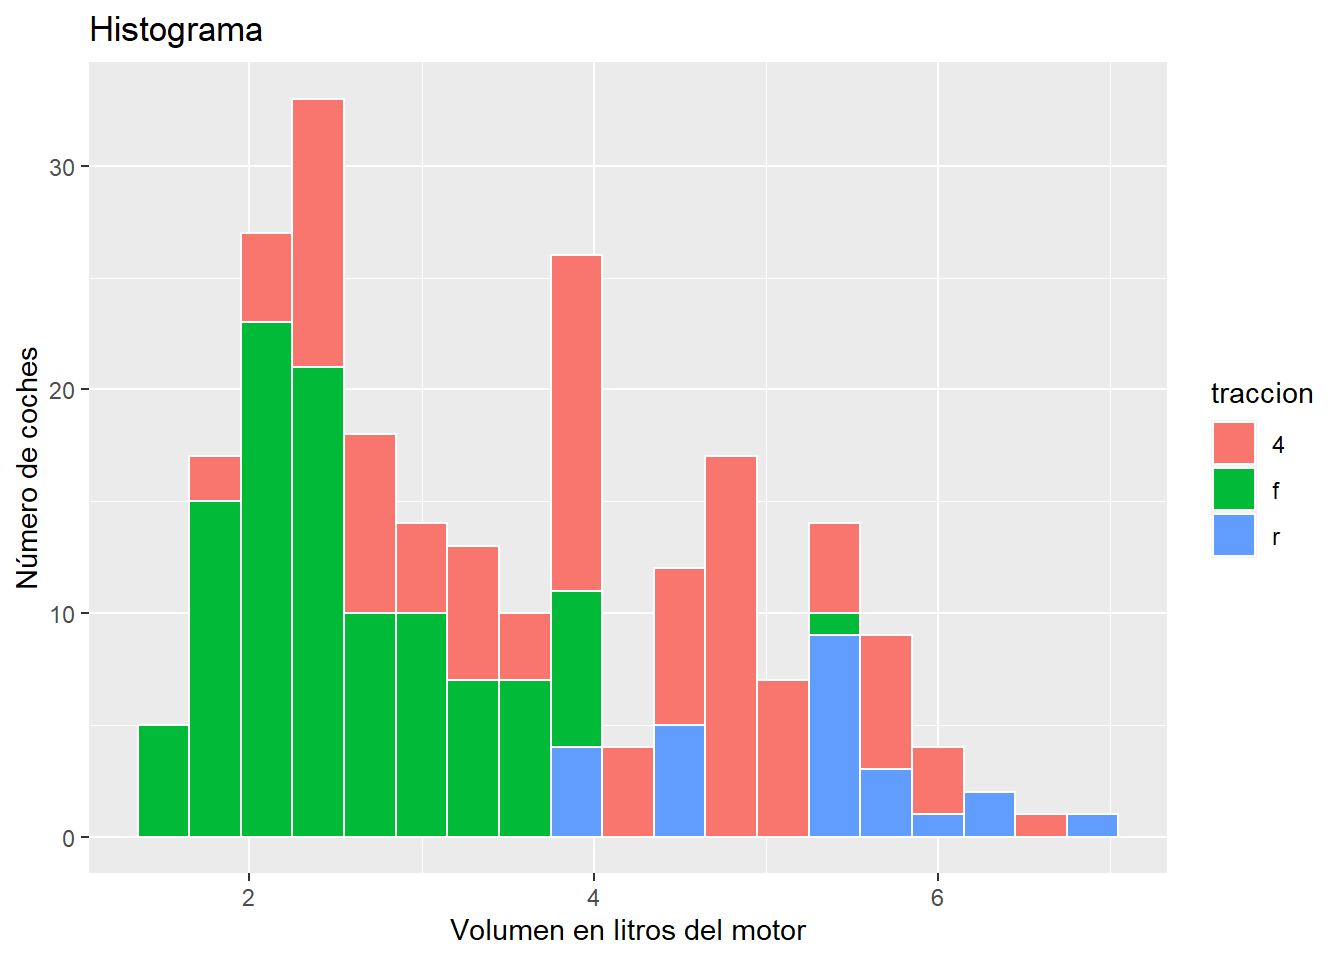 Histograma
Número de coches
30
20
10
0
2 4 6
Volumen en litros del motor
traccion
4
f
r